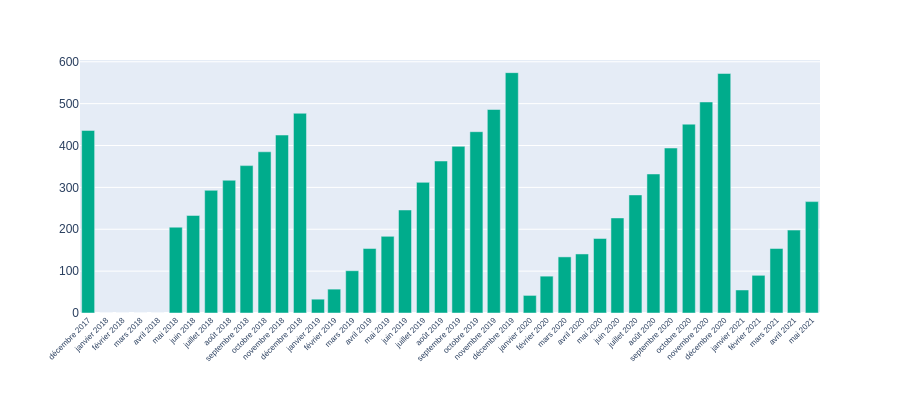 600
500
400
300
200
100
0
décembre 2017
janvier 2018
février 2018
mars 2018
avril 2018
mai 2018
juin 2018
juillet 2018
août 2018
septembre 2018
octobre 2018
novembre 2018
décembre 2018
janvier 2019
février 2019
mars 2019
avril 2019
mai 2019
juin 2019
juillet 2019
août 2019
septembre 2019
octobre 2019
novembre 2019
décembre 2019
janvier 2020
février 2020
mars 2020
avril 2020
mai 2020
juin 2020
juillet 2020
août 2020
septembre 2020
octobre 2020
novembre 2020
décembre 2020
janvier 2021
février 2021
mars 2021
avril 2021
mai 2021